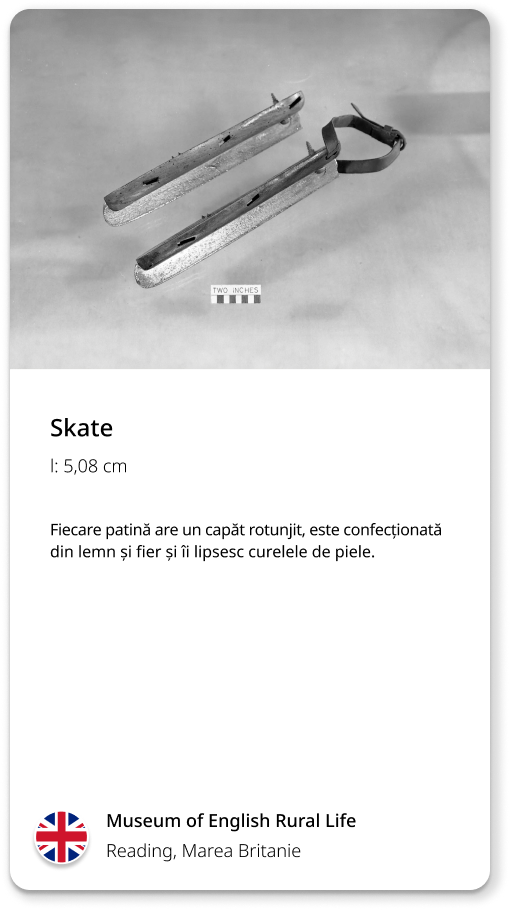 TWO INCHES
Skate
l: 5,08 cm
Fiecare patină are un capăt rotunjit, este confecționată
din lemn și fier și îi lipsesc curelele de piele.
Museum of English Rural Life
Reading, Marea Britanie